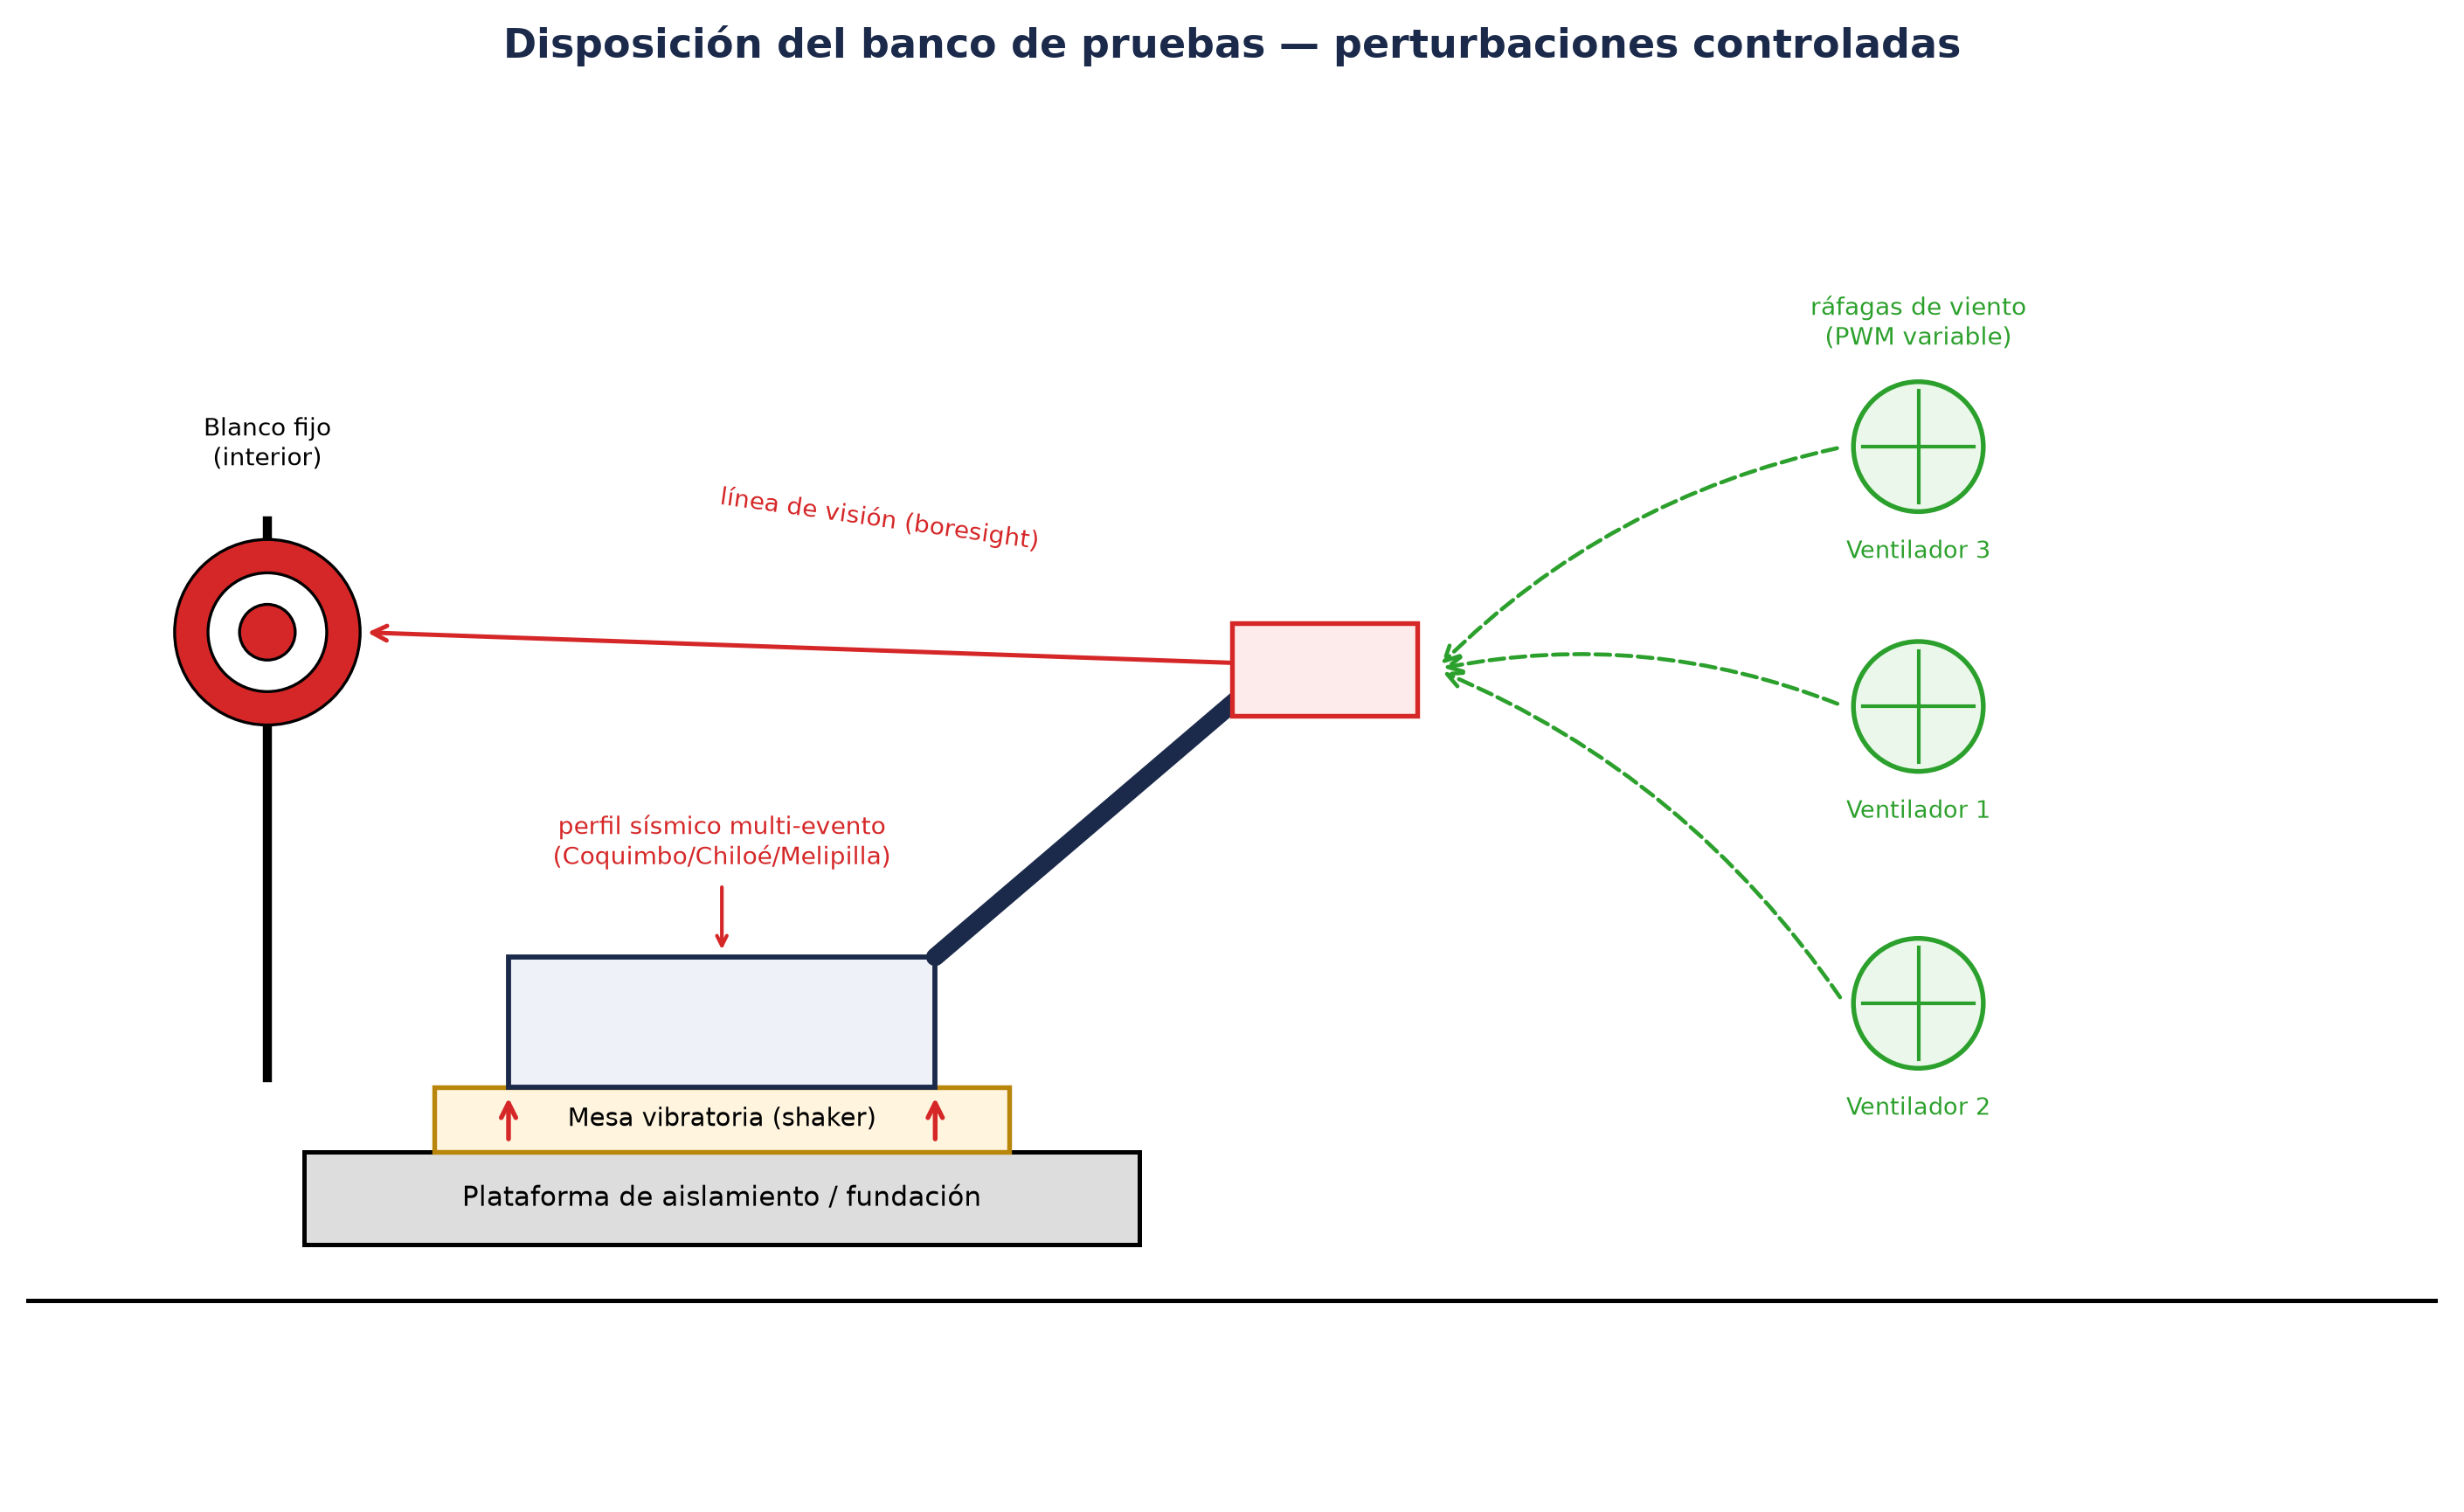 Disposición del banco de pruebas — perturbaciones controladas
ráfagas de viento
(PWM variable)
Blanco fijo
(interior)
línea de visión (boresight)
Ventilador 3
perfil sísmico multi-evento
(Coquimbo/Chiloé/Melipilla)
Ventilador 1
Mesa vibratoria (shaker)
Ventilador 2
Plataforma de aislamiento / fundación